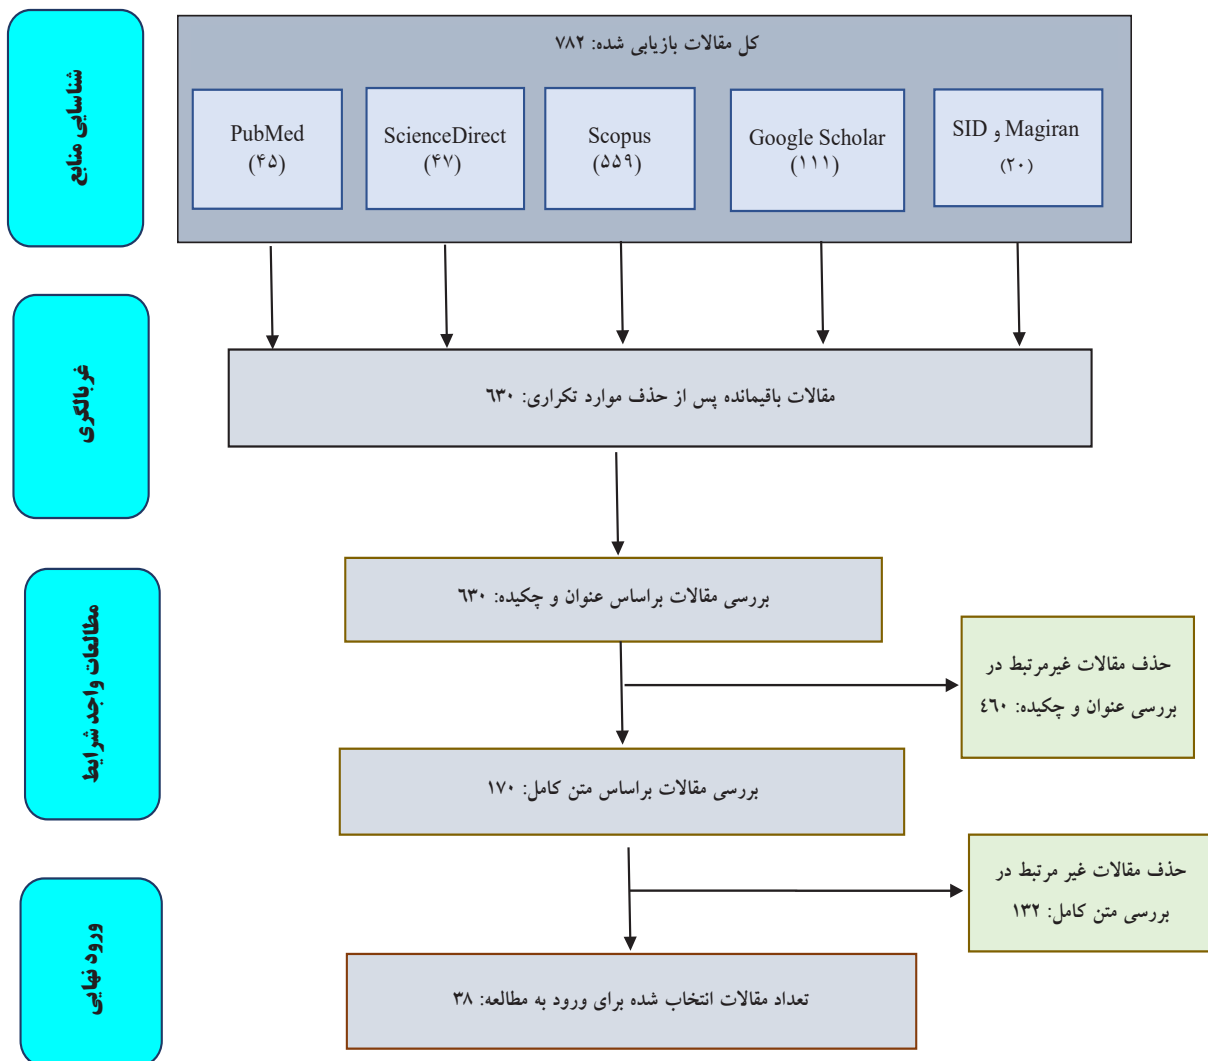 شناسایی منابع
کل مقالات بازیابی شده: ۷۸۲
PubMed
(۴۵)
ScienceDirect
(۴۷)
Scopus
(۵۵۹)
Google Scholar
(۱۱۱)
SID و Magiran
(۲۰)
غربالگری
مقالات باقیمانده پس از حذف موارد تکراری: ٦٣٠
مطالعات واجد شرایط
بررسی مقالات براساس عنوان و چکیده: ٦٣٠
حذف مقالات غیرمرتبط در
بررسی عنوان و چکیده: ٤٦٠
بررسی مقالات براساس متن کامل: ۱۷۰
حذف مقالات غیر مرتبط در
بررسی متن کامل: ۱۳۲
ورود نهایی
تعداد مقالات انتخاب شده برای ورود به مطالعه: ۳۸